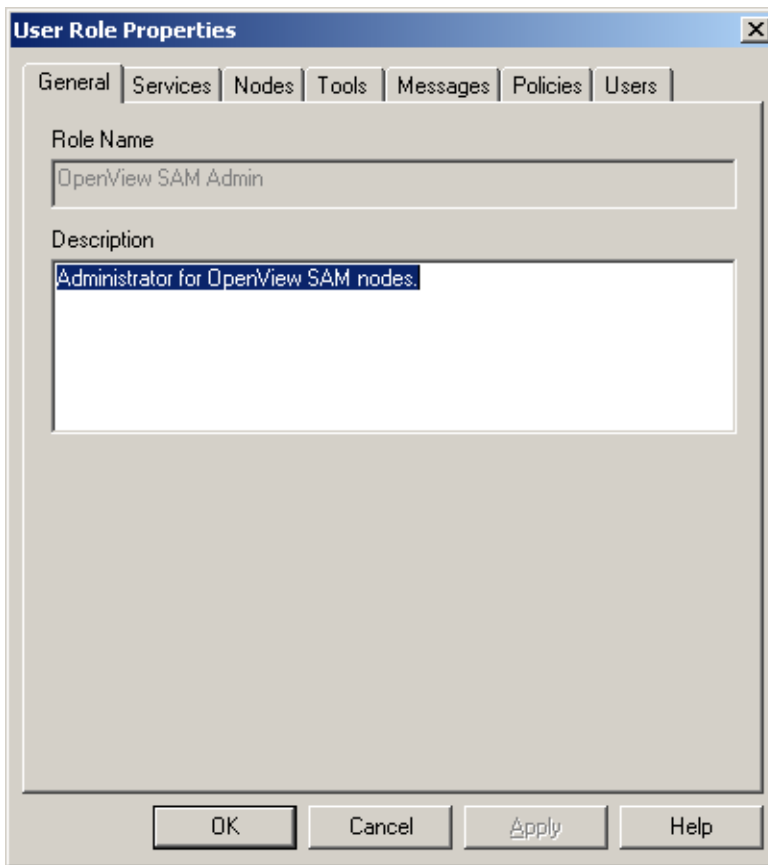 User Role Properties
General Services Nodes Tools Messages Policies Users
Role Name
OpenView SAM Admin
Description
Administrator for OpenView SAM nodes.
OK Cancel Apply Help